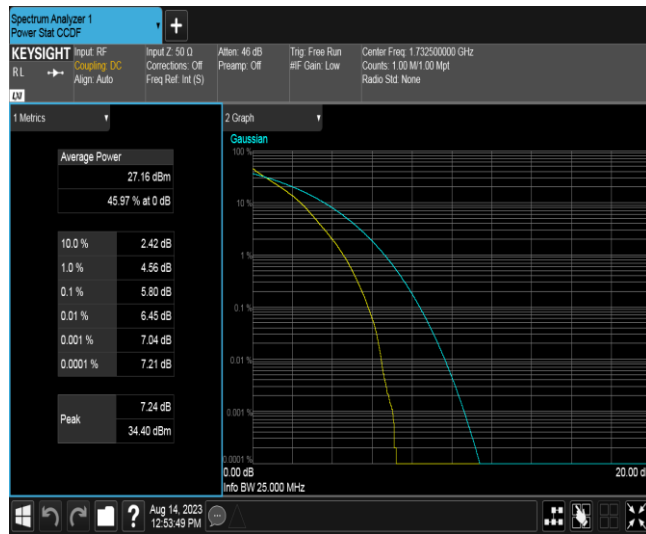 Spectrum Analyzer 1
Power Stat CCDF
+
KEYSIGHT
RL
LXI
Input: RF
Coupling: DC
Align: Auto
Input Z: 50 Ω
Corrections: Off
Freq Ref: Int (S)
Atten: 46 dB
Preamp: Off
Trig: Free Run
#IF Gain: Low
Center Freq: 1.732500000 GHz
Counts: 1.00 M/1.00 Mpt
Radio Std: None
1 Metrics
Average Power
27.16 dBm
45.97 % at 0 dB
10.0 % 2.42 dB
1.0 % 4.56 dB
0.1 % 5.80 dB
0.01 % 6.45 dB
0.001 % 7.04 dB
0.0001 % 7.21 dB
Peak
7.24 dB
34.40 dBm
2 Graph
Gaussian
100 %
10 %
1 %
0.1 %
0.01 %
0.001 %
0.0001 %
0.00 dB
20.00 d
Info BW 25.000 MHz
?
Aug 14, 2023
12:53:49 PM